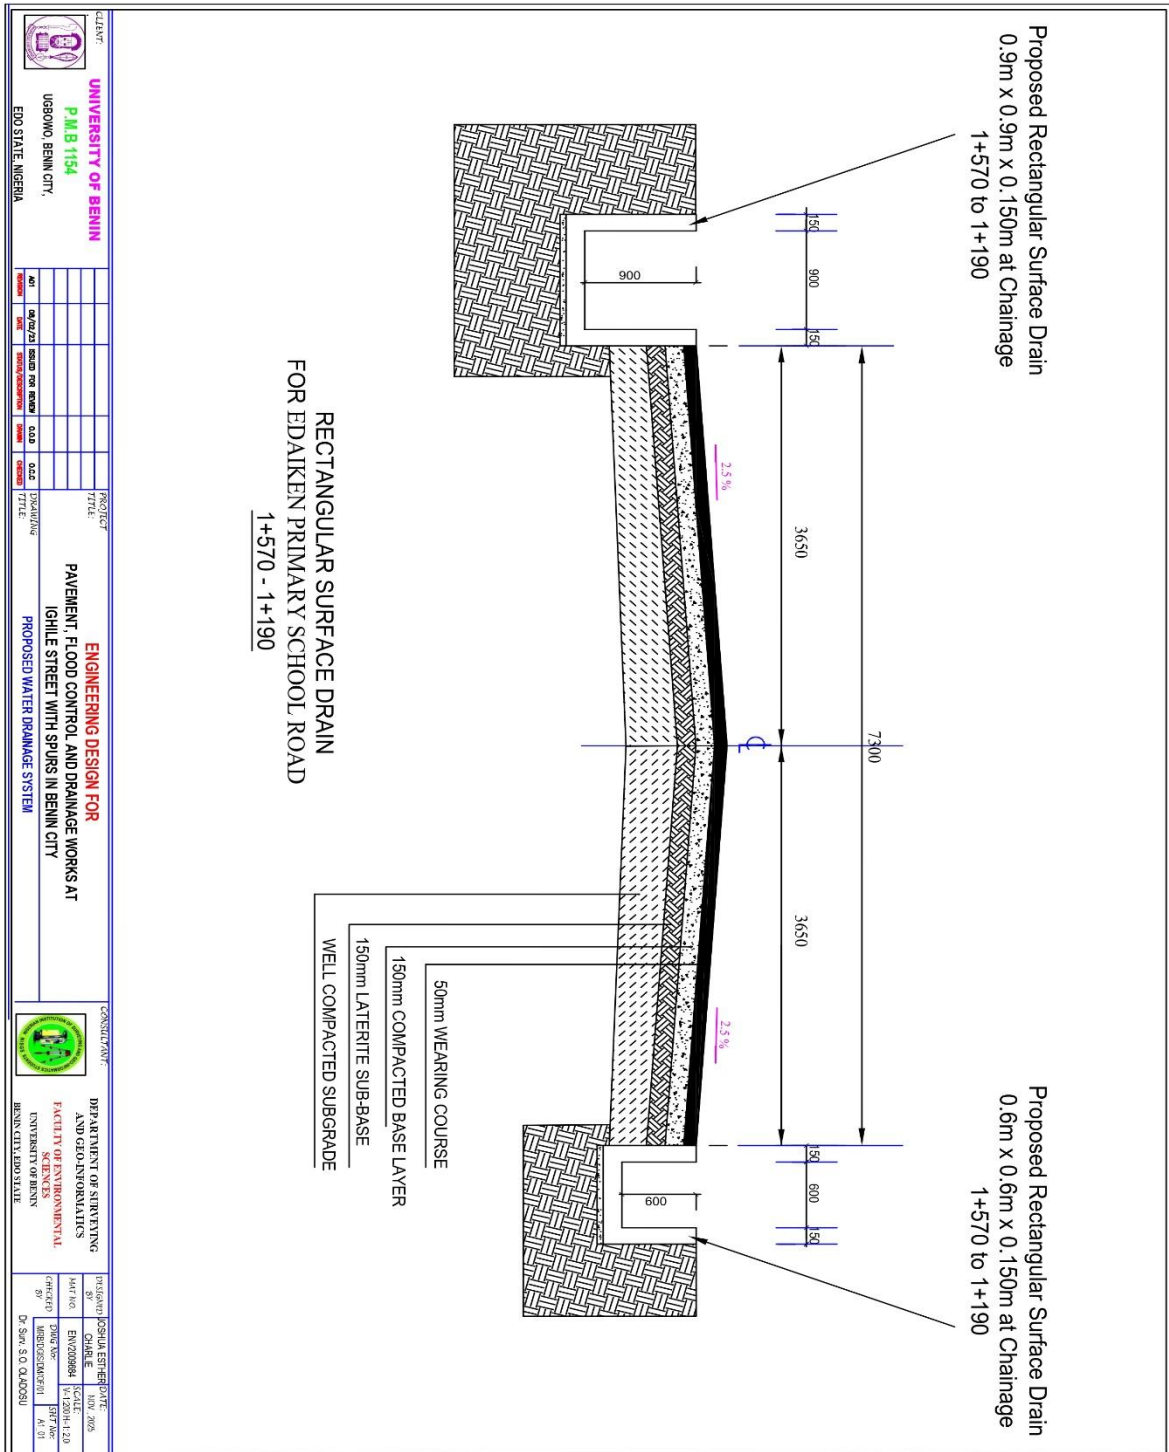 Proposed Rectangular Surface Drain
0.9m x 0.9m x 0.150m at Chainage
1+570 to 1+190
Proposed Rectangular Surface Drain
0.6m x 0.6m x 0.150m at Chainage
1+570 to 1+190
150
900
150
3650
7300
3650
150
600
150
900
600
2.5 %
2.5 %
CL
50mm WEARING COURSE
150mm COMPACTED BASE LAYER
150mm LATERITE SUB-BASE
WELL COMPACTED SUBGRADE
RECTANGULAR SURFACE DRAIN
FOR EDAIKEN PRIMARY SCHOOL ROAD
1+570 - 1+190
CLIENT:
UNIVERSITY OF BENIN
P.M.B 1154
UGBOWO, BENIN CITY,
EDO STATE, NIGERIA
A01 08/02/23 ISSUED FOR REVIEW O.O.D O.C.C
REVISION DATE STATUS/DESCRIPTION DRAWN CHECKED
PROJECT
TITLE:
ENGINEERING DESIGN FOR
PAVEMENT, FLOOD CONTROL AND DRAINAGE WORKS AT
IGHILE STREET WITH SPURS IN BENIN CITY
DRAWING
TITLE:
PROPOSED WATER DRAINAGE SYSTEM
CONSULTANT:
DEPARTMENT OF SURVEYING
AND GEO-INFORMATICS
FACULTY OF ENVIRONMENTAL
SCIENCES
UNIVERSITY OF BENIN
BENIN CITY, EDO STATE
DESIGNED
BY
JOSHUA ESTHER
CHARLIE
DATE:
NOV , 2025
MAT NO.
ENV2009684
SCALE:
CHECKED
BY
DWG No:
SHT No:
A1 01
Dr. Surv. S.O. OLADOSU